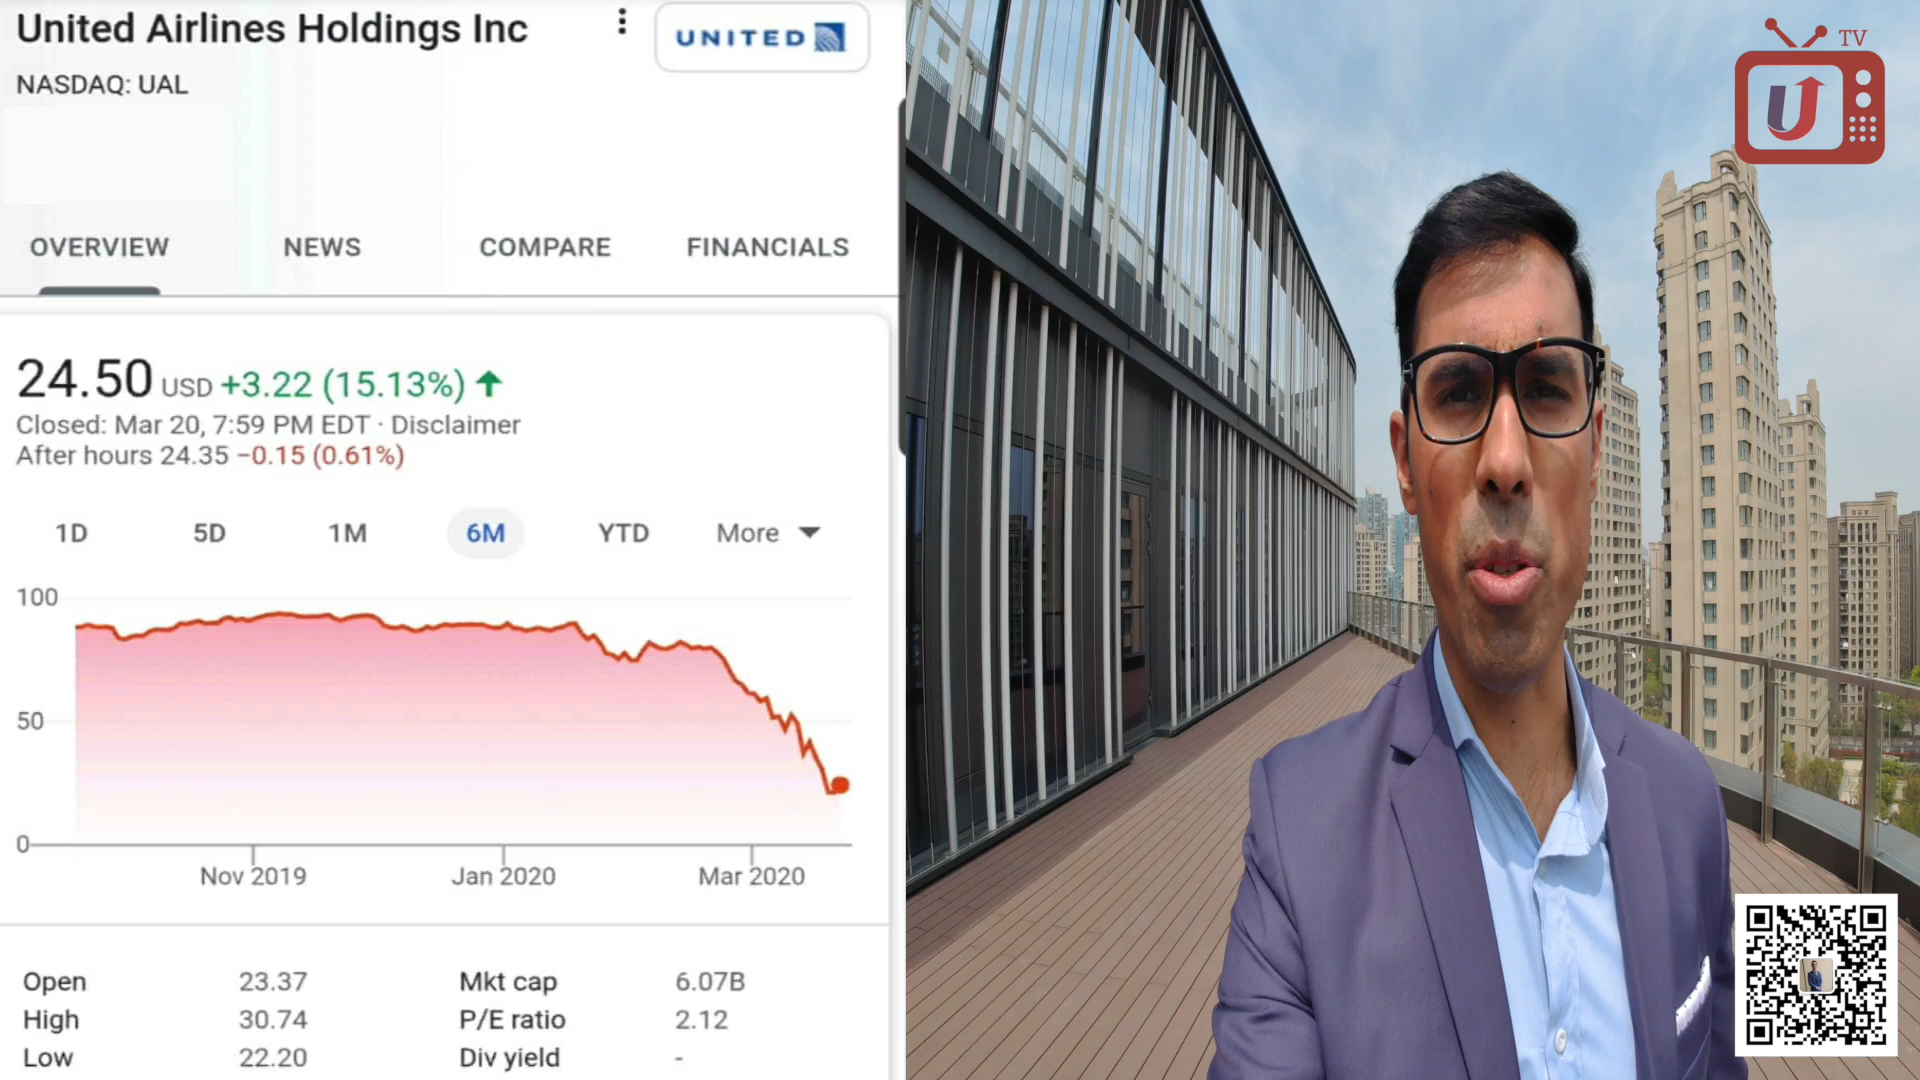 United Airlines Holdings Inc
UNITED
NASDAQ: UAL
OVERVIEW NEWS COMPARE FINANCIALS
24.50 USD +3.22 (15.13%)
Closed: Mar 20, 7:59 PM EDT · Disclaimer
After hours 24.35 −0.15 (0.61%)
1D 5D 1M 6M YTD More
100
50
0
Nov 2019 Jan 2020 Mar 2020
Open 23.37 Mkt cap 6.07B
High 30.74 P/E ratio 2.12
Low 22.20 Div yield -
TV
U